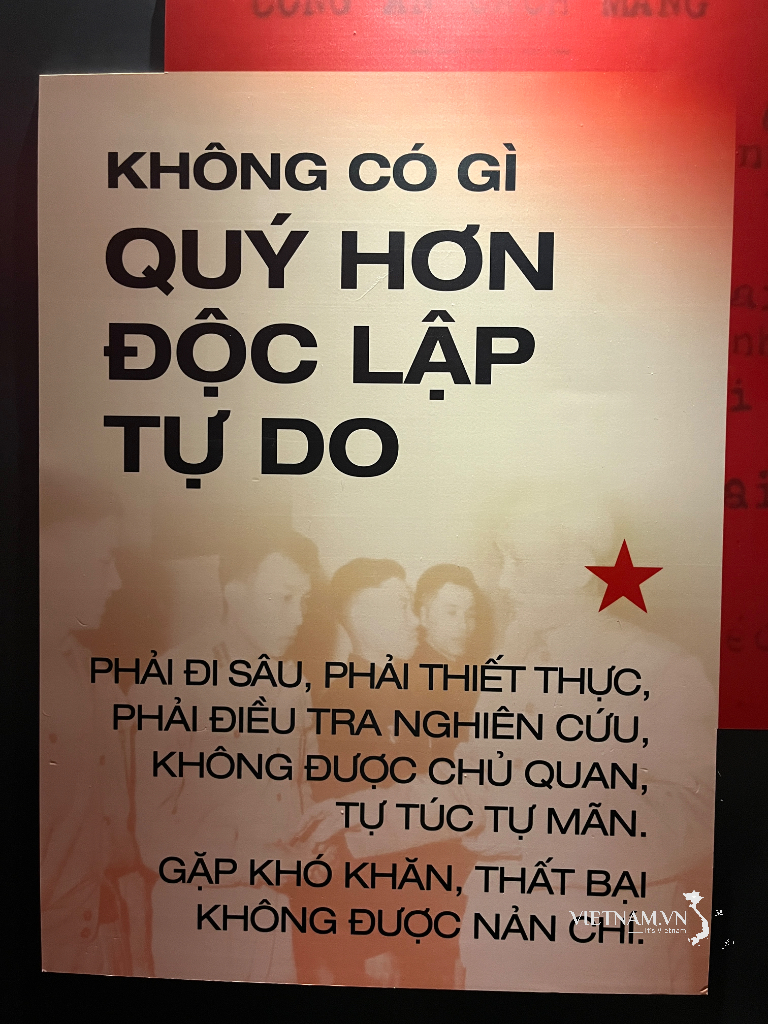 KHÔNG CÓ GÌ
QUÝ HƠN
ĐỘC LẬP
TỰ DO
PHẢI ĐI SÂU, PHẢI THIẾT THỰC,
PHẢI ĐIỀU TRA NGHIÊN CỨU,
KHÔNG ĐƯỢC CHỦ QUAN,
TỰ TÚC TỰ MÃN.
GẶP KHÓ KHĂN, THẤT BẠI
KHÔNG ĐƯỢC NẢN CHÍ.
VIETNAM.VN
It's Vietnam